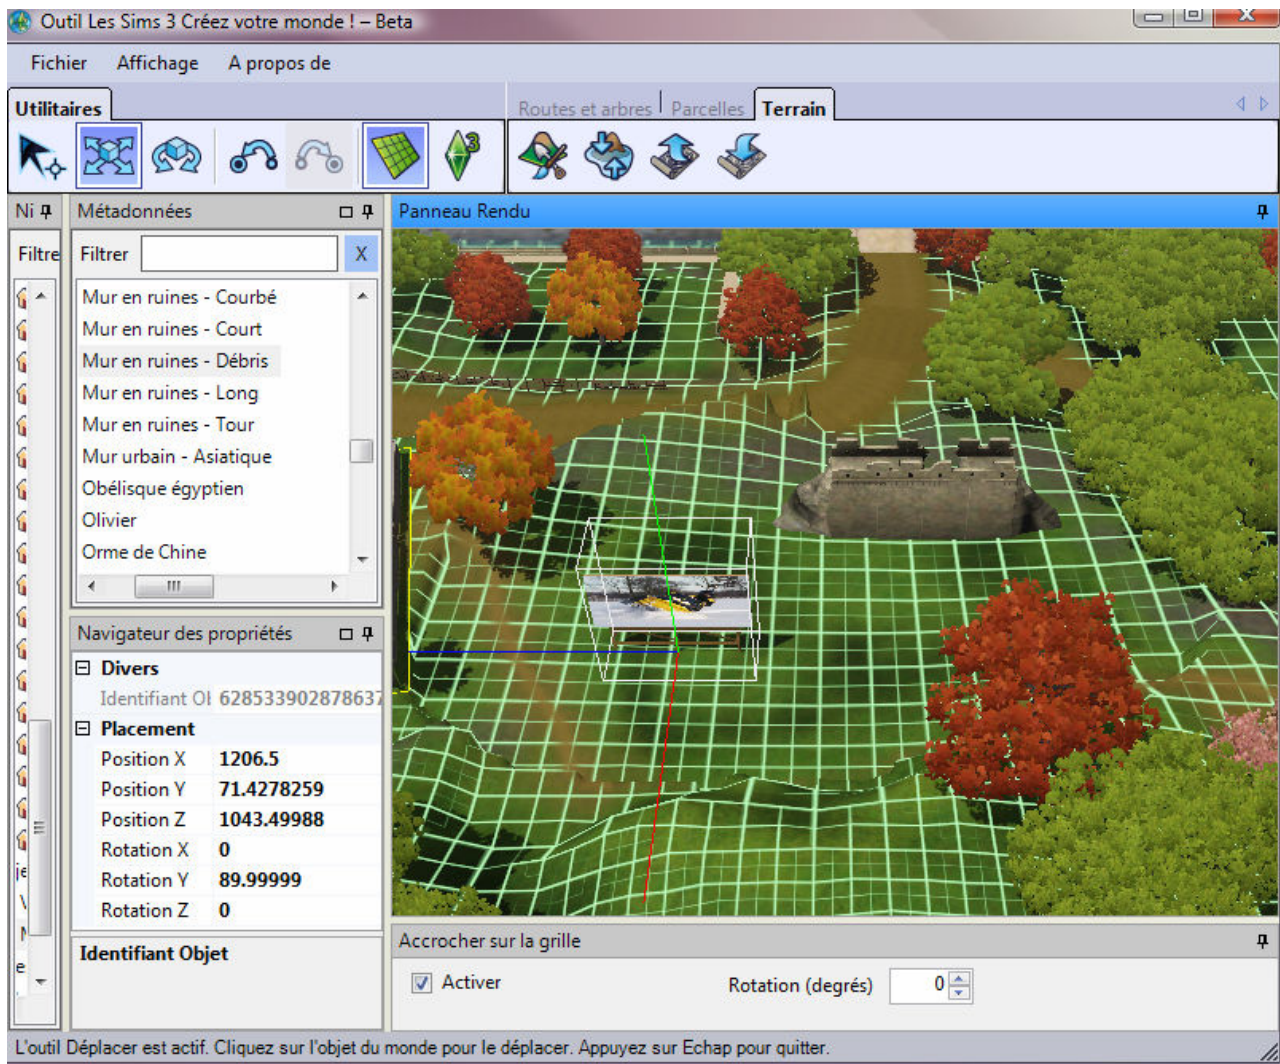 Outil Les Sims 3 Créez votre monde ! – Beta
Fichier Affichage A propos de
Utilitaires Routes et arbres Parcelles Terrain
3
Ni Métadonnées Panneau Rendu
Filtre Filtrer X
Mur en ruines - Courbé
Mur en ruines - Court
Mur en ruines - Débris
Mur en ruines - Long
Mur en ruines - Tour
Mur urbain - Asiatique
Obélisque égyptien
Olivier
Orme de Chine
Navigateur des propriétés
Divers
Identifiant Ol 628533902878637
Placement
Position X 1206.5
Position Y 71.4278259
Position Z 1043.49988
Rotation X 0
Rotation Y 89.99999
Rotation Z 0
Identifiant Objet
Accrocher sur la grille
Activer Rotation (degrés) 0
L'outil Déplacer est actif. Cliquez sur l'objet du monde pour le déplacer. Appuyez sur Echap pour quitter.